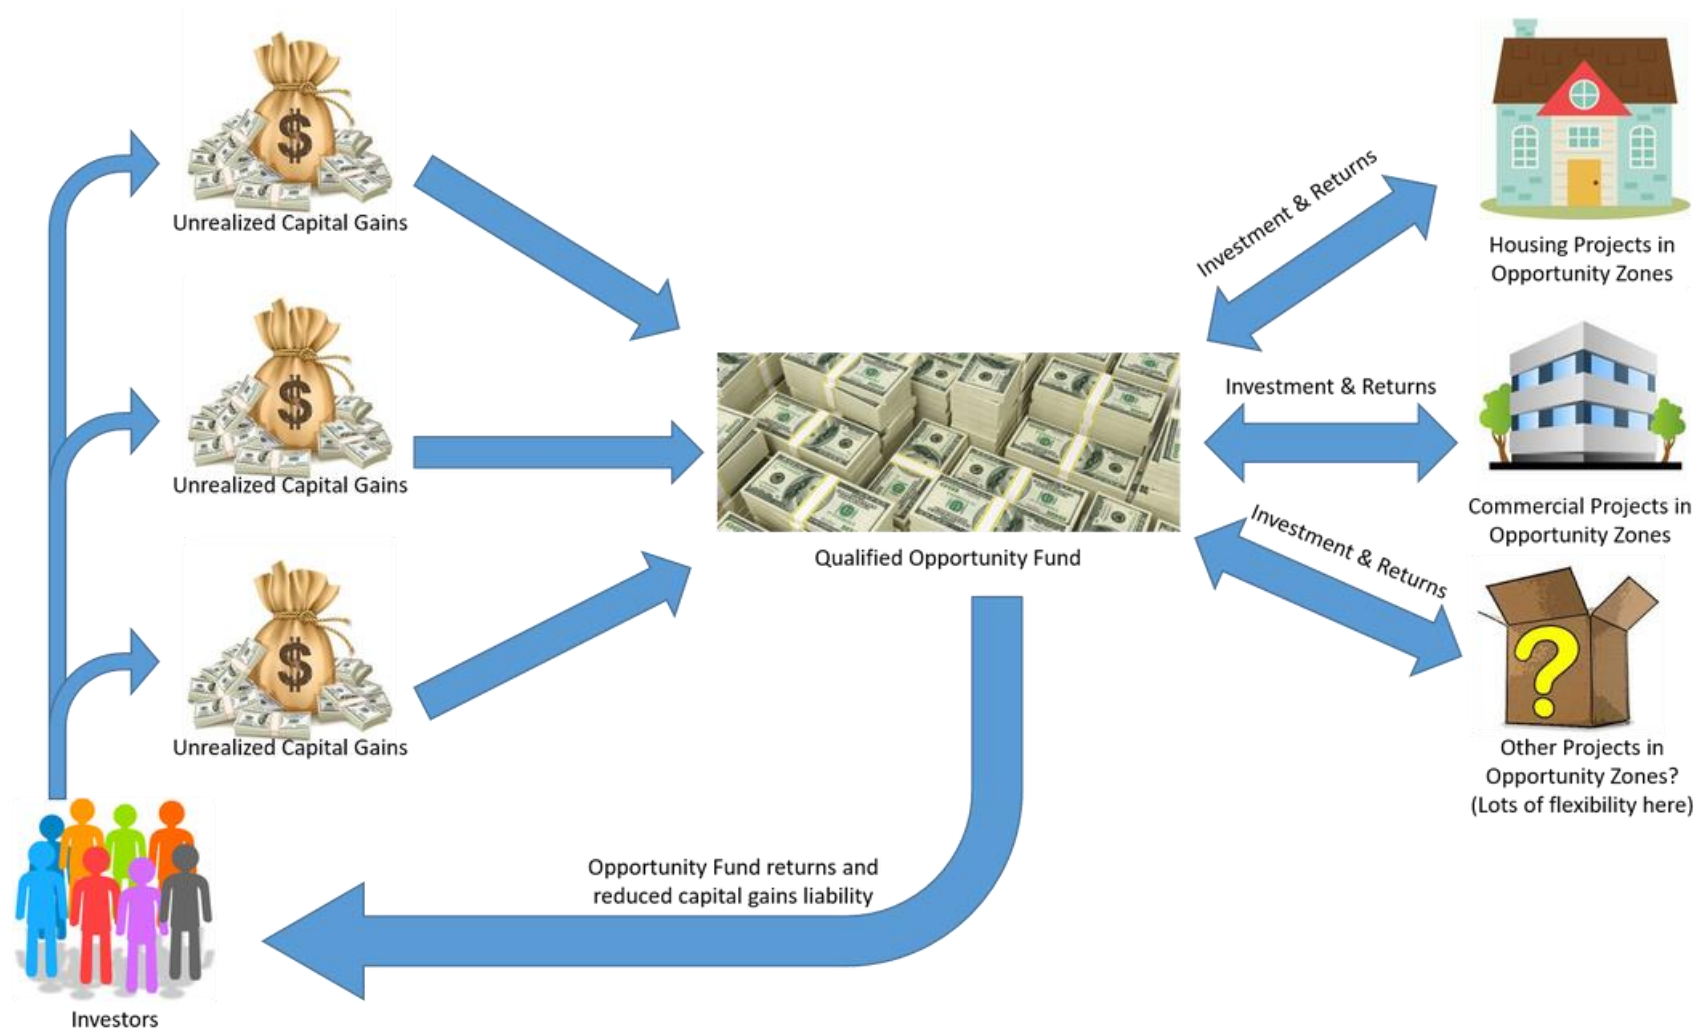 Unrealized Capital Gains
Unrealized Capital Gains
Unrealized Capital Gains
Investors
Qualified Opportunity Fund
Opportunity Fund returns and
reduced capital gains liability
Investment & Returns
Investment & Returns
Investment & Returns
Housing Projects in
Opportunity Zones
Commercial Projects in
Opportunity Zones
?
Other Projects in
Opportunity Zones?
(Lots of flexibility here)
$
$
$